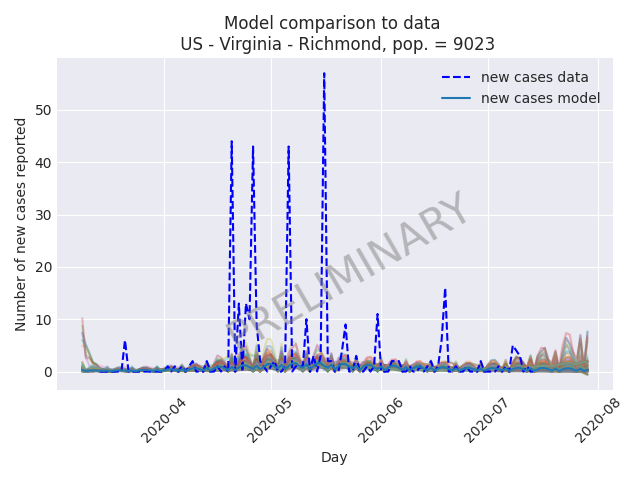 Model comparison to data
US - Virginia - Richmond, pop. = 9023
new cases data
new cases model
Number of new cases reported
50
40
30
20
10
0
PRELIMINARY
2020-04
2020-05
2020-06
2020-07
2020-08
Day